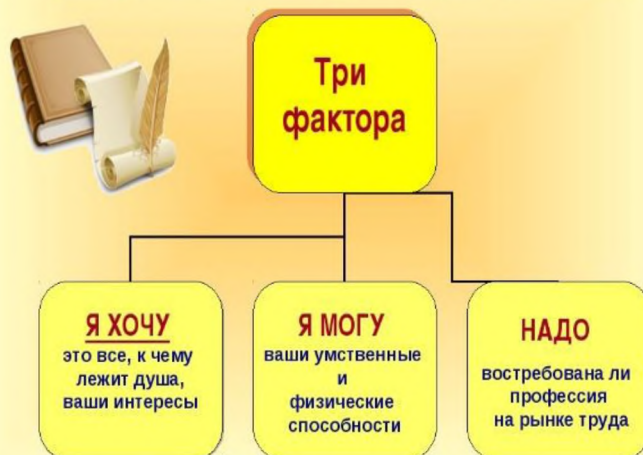 Три
фактора
Я ХОЧУ
это все, к чему
лежит душа,
ваши интересы
Я МОГУ
ваши умственные
и
физические
способности
НАДО
востребована ли
профессия
на рынке труда